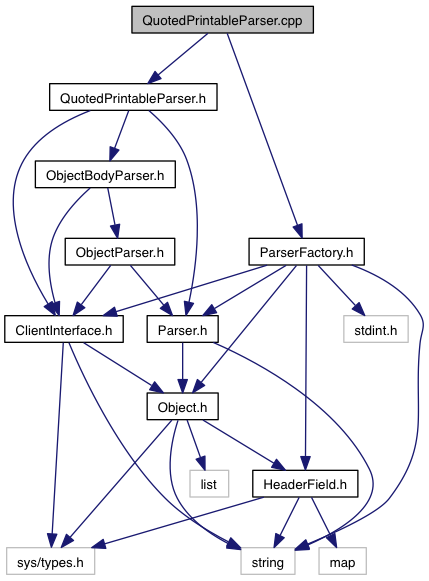 QuotedPrintableParser.cpp
QuotedPrintableParser.h
ObjectBodyParser.h
ObjectParser.h
ParserFactory.h
ClientInterface.h
Parser.h
stdint.h
Object.h
list
HeaderField.h
sys/types.h
string
map